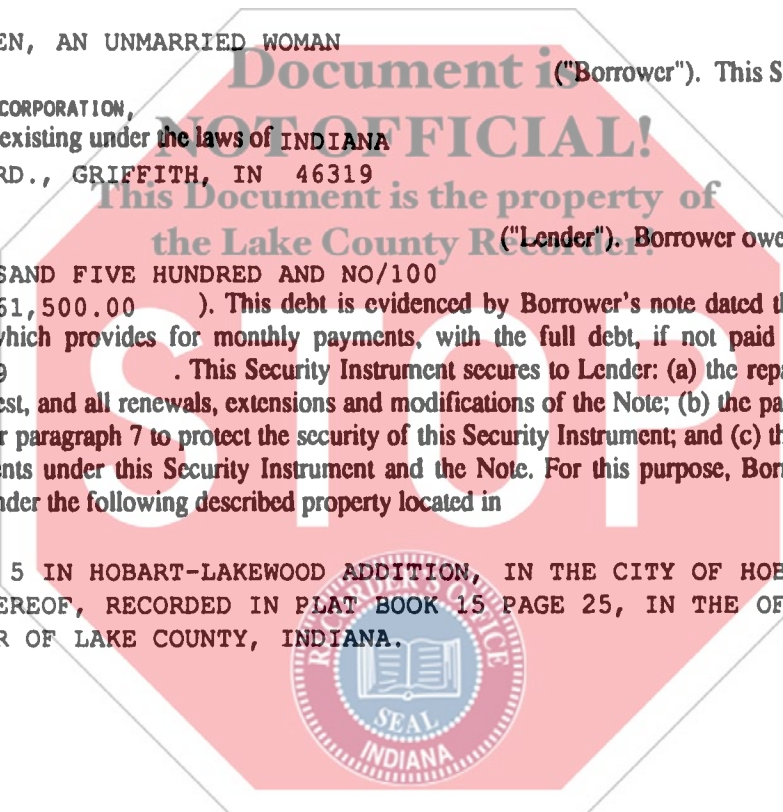 EN, AN UNMARRIED WOMAN
Document is
("Borrower"). This S
CORPORATION,
existing under the laws of INDIANA
NOT OFFICIAL!
RD., GRIFFITH, IN 46319
This Document is the property of
the Lake County Recorder!
("Lender"). Borrower owe
SAND FIVE HUNDRED AND NO/100
61,500.00 ). This debt is evidenced by Borrower's note dated th
which provides for monthly payments, with the full debt, if not paid
9 . This Security Instrument secures to Lender: (a) the repa
est, and all renewals, extensions and modifications of the Note; (b) the pa
r paragraph 7 to protect the security of this Security Instrument; and (c) th
nts under this Security Instrument and the Note. For this purpose, Bor
nder the following described property located in
STOP
5 IN HOBART-LAKEWOOD ADDITION, IN THE CITY OF HOB
EREOF, RECORDED IN PLAT BOOK 15 PAGE 25, IN THE OF
R OF LAKE COUNTY, INDIANA.
RECORDER'S OFFICE
SEAL
INDIANA